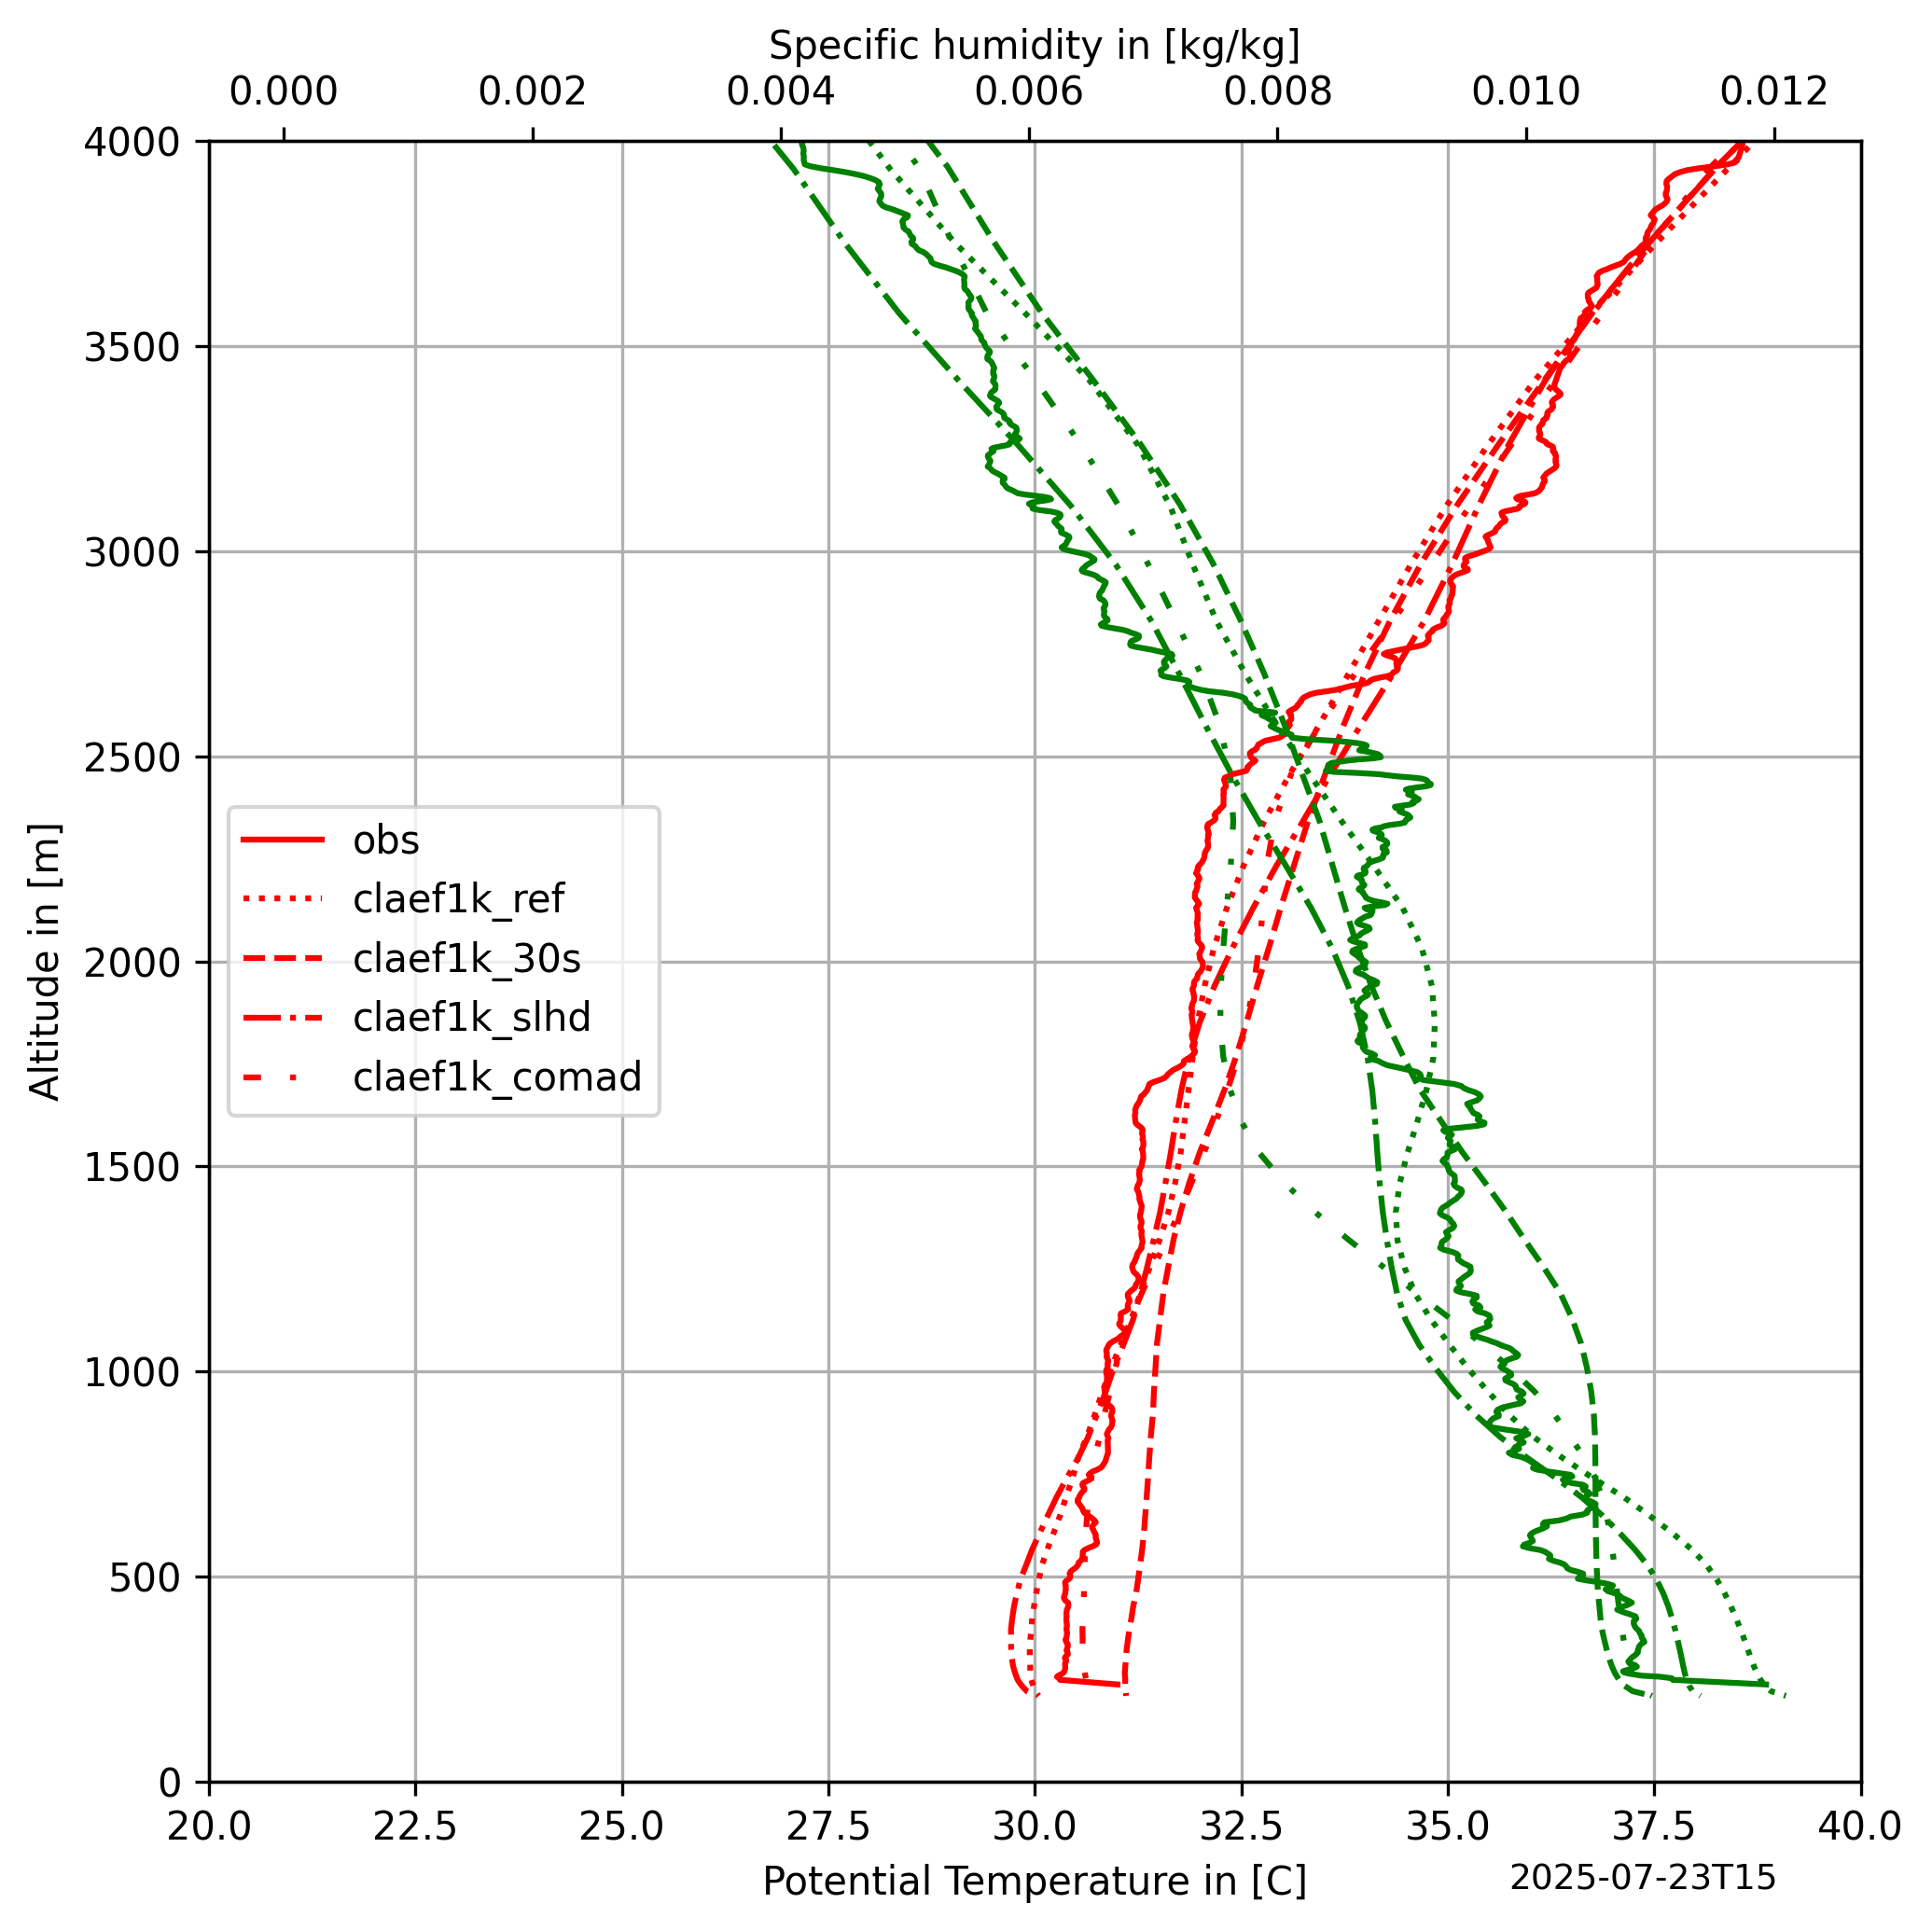 Specific humidity in [kg/kg]
0.000 0.002 0.004 0.006 0.008 0.010 0.012
4000
3500
3000
2500
2000
1500
1000
500
0
Altitude in [m]
obs
claef1k_ref
claef1k_30s
claef1k_slhd
claef1k_comad
20.0 22.5 25.0 27.5 30.0 32.5 35.0 37.5 40.0
Potential Temperature in [C]
2025-07-23T15